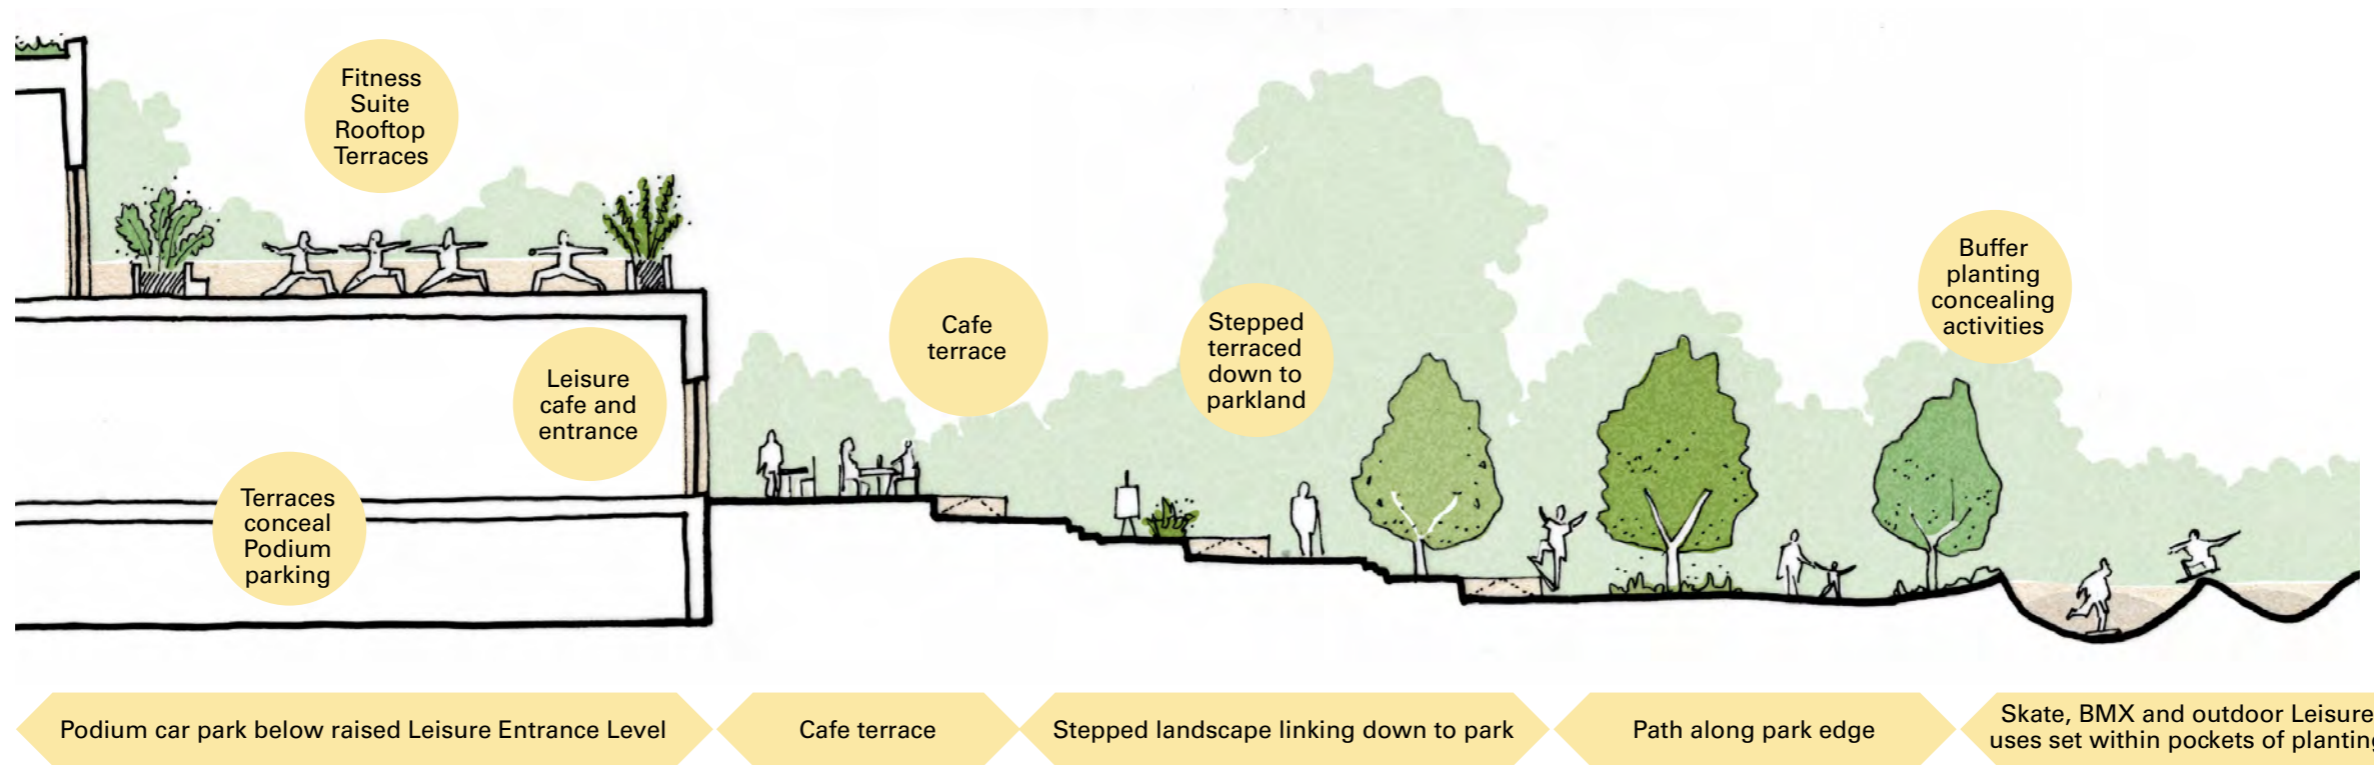 Fitness
Suite
Rooftop
Terraces
Leisure
cafe and
entrance
Terraces
conceal
Podium
parking
Cafe
terrace
Stepped
terraced
down to
parkland
Buffer
planting
concealing
activities
Podium car park below raised Leisure Entrance Level
Cafe terrace
Stepped landscape linking down to park
Path along park edge
Skate, BMX and outdoor Leisure
uses set within pockets of planting